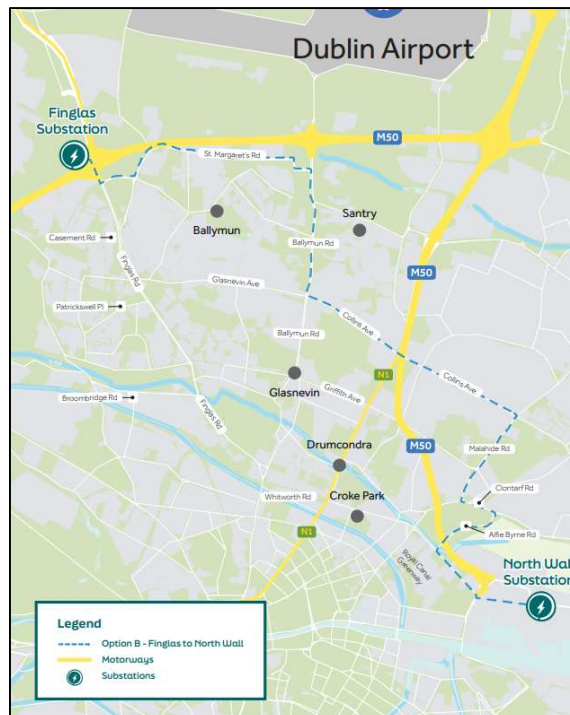 Dublin Airport
Finglas
Substation
M50
St. Margaret's Rd
Ballymun
Santry
Casement Rd
Ballymun Rd
Finglas Rd
M50
Glasnevin Ave
Patrickswell Pl
Collins Ave
Ballymun Rd
N1
Collins Ave
Glasnevin
Griffith Ave
Broombridge Rd
Finglas Rd
M50
Drumcondra
Malahide Rd
Whitworth Rd
Croke Park
Clontarf Rd
N1
Alfie Byrne Rd
Royal Canal
Greenway
North Wall
Substation
Legend
Option B - Finglas to North Wall
Motorways
Substations